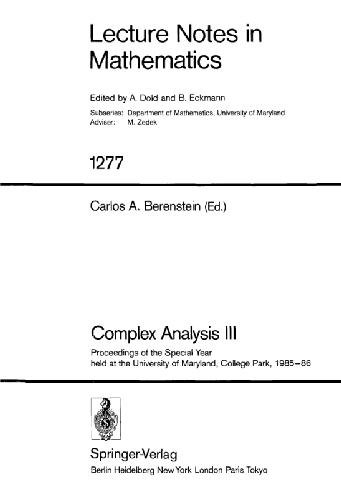 Lecture Notes in
Mathematics
Edited by A. Dold and B. Eckmann
Subseries: Department of Mathematics, University of Maryland
Adviser: M. Zedek
1277
Carlos A. Berenstein (Ed.)
Complex Analysis III
Proceedings of the Special Year
held at the University of Maryland, College Park, 1985–86
Springer-Verlag
Berlin Heidelberg New York London Paris Tokyo